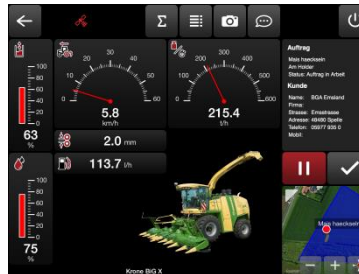 Σ
Auftrag
Mais haeckseln
Am Holder
Status: Auftrag in Arbeit
Kunde
Name: BGA Emsland
Firma:
Strasse: Emsstrasse
Adresse: 48480 Spelle
Telefon: 05977 935 0
Mobil:
100
80
60
40
20
0
63
%
0
10
20
30
40
50
60
5.8
km/h
0
100
200
300
400
500
600
215.4
t/h
2.0 mm
113.7 l/h
100
80
60
40
20
0
75
%
Krone BiG X
Mais haeckseln